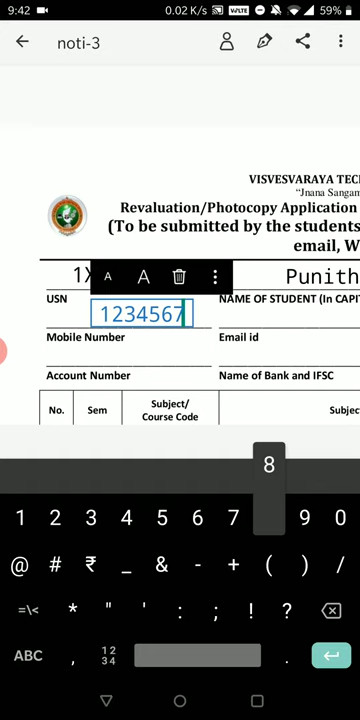 9:42 0.02 K/s VoLTE 59%
noti-3
VISVESVARAYA TEC
“Jnana Sangam
Revaluation/Photocopy Application
(To be submitted by the students
email, W
1X A A Punith
USN NAME OF STUDENT (In CAPI
1234567
Mobile Number Email id
Account Number Name of Bank and IFSC
No. Sem Subject/ Subjec
Course Code
8
1 2 3 4 5 6 7 9 0
@ # ₹ _ & - + ( ) /
=\< * " ' : ; ! ?
ABC , 12 .
34